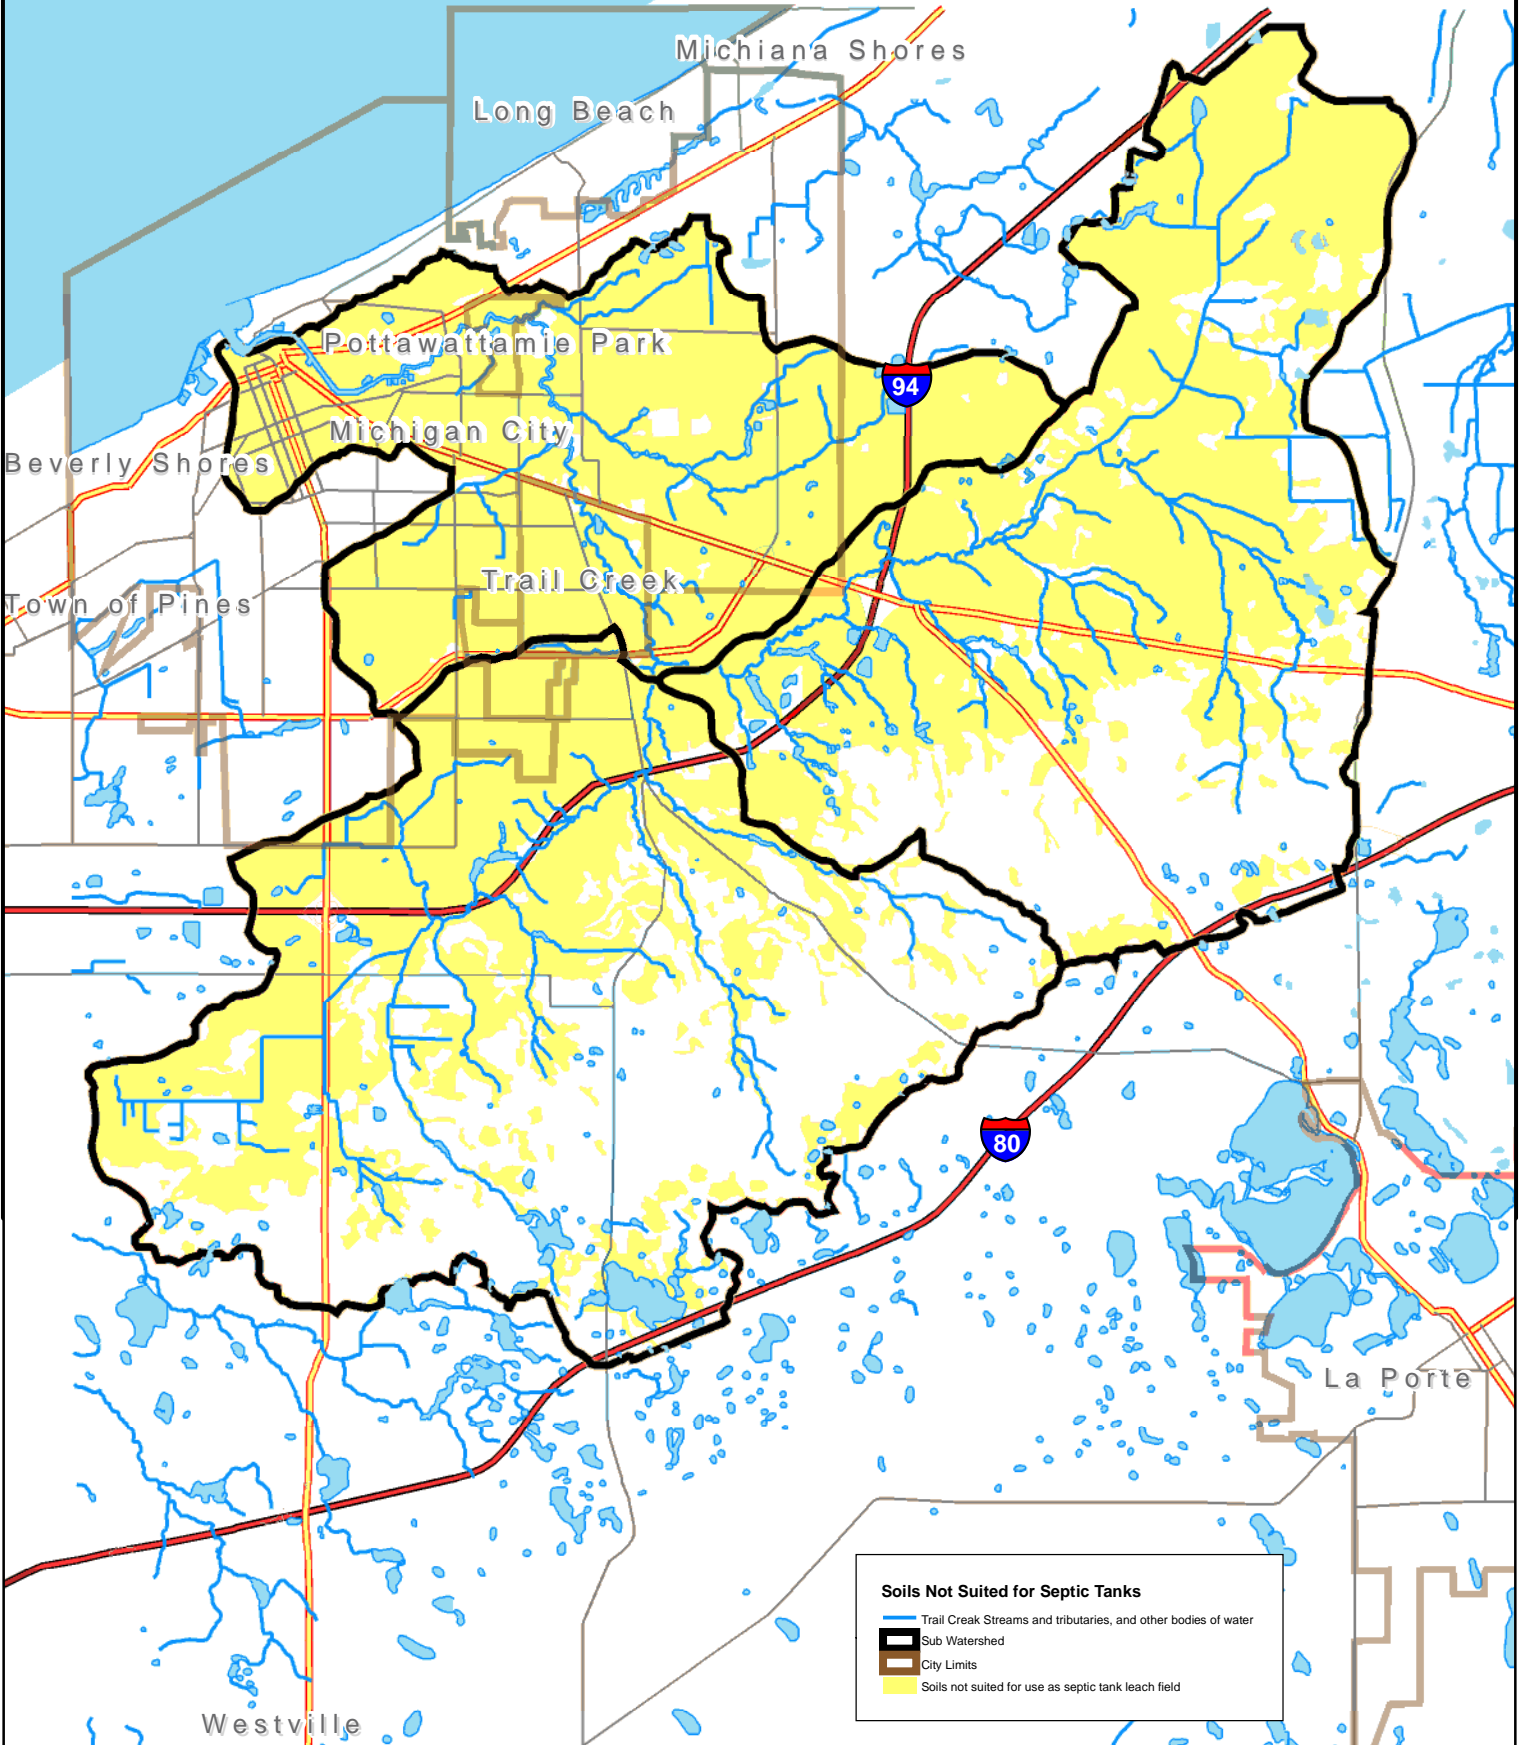 Michiana Shores
Long Beach
Pottawattamie Park
94
Michigan City
Beverly Shores
Trail Creek
Town of Pines
80
La Porte
Soils Not Suited for Septic Tanks
Trail Creak Streams and tributaries, and other bodies of water
Sub Watershed
City Limits
Soils not suited for use as septic tank leach field
Westville